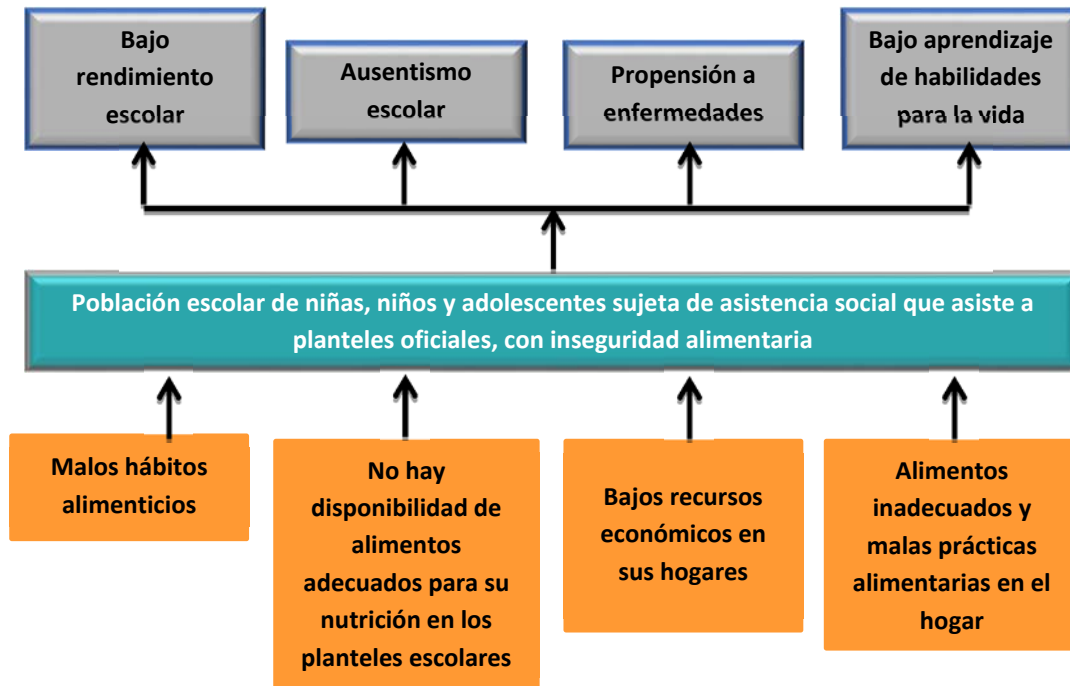 Bajo
rendimiento
escolar
Ausentismo
escolar
Propensión a
enfermedades
Bajo aprendizaje
de habilidades
para la vida
Población escolar de niñas, niños y adolescentes sujeta de asistencia social que asiste a
planteles oficiales, con inseguridad alimentaria
Malos hábitos
alimenticios
No hay
disponibilidad de
alimentos
adecuados para su
nutrición en los
planteles escolares
Bajos recursos
económicos en
sus hogares
Alimentos
inadecuados y
malas prácticas
alimentarias en el
hogar